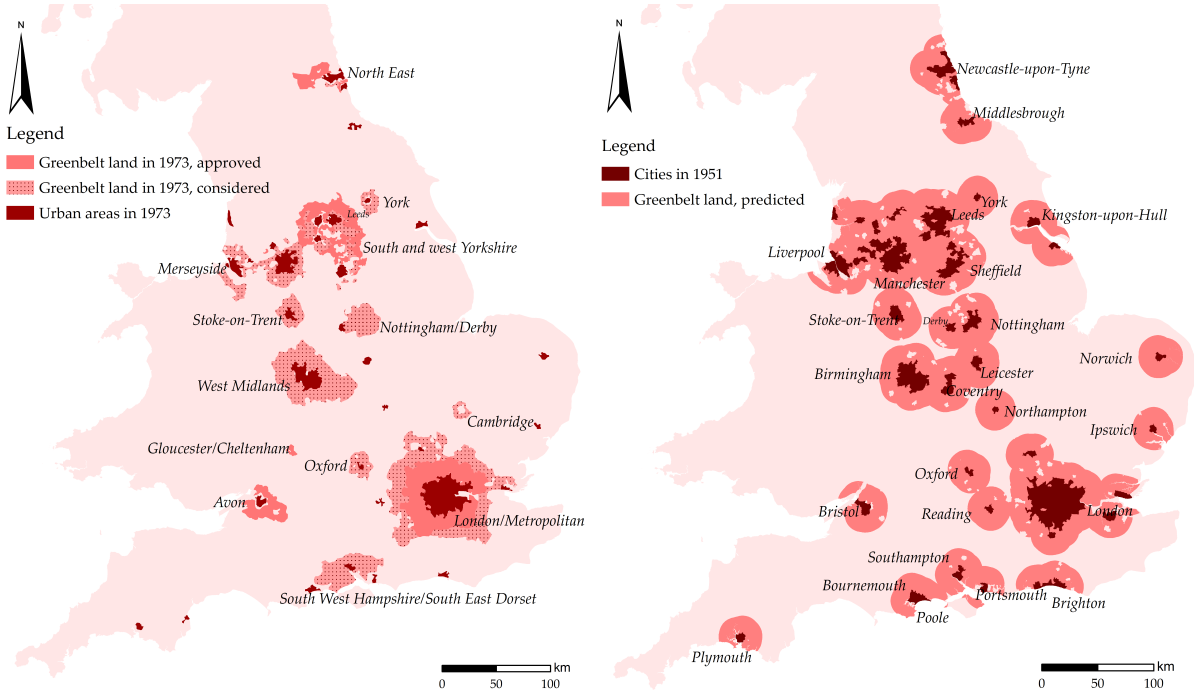 N
North East
Legend
Greenbelt land in 1973, approved
Greenbelt land in 1973, considered
Urban areas in 1973
York
Leeds
South and west Yorkshire
Merseyside
Stoke-on-Trent
Nottingham/Derby
West Midlands
Cambridge
Gloucester/Cheltenham
Oxford
Avon
London/Metropolitan
South West Hampshire/South East Dorset
km
0 50 100
N
Newcastle-upon-Tyne
Middlesbrough
Legend
Cities in 1951
Greenbelt land, predicted
York
Leeds
Kingston-upon-Hull
Liverpool
Sheffield
Manchester
Stoke-on-Trent
Derby
Nottingham
Norwich
Birmingham
Leicester
Coventry
Northampton
Ipswich
Oxford
Bristol
Reading
London
Southampton
Bournemouth
Portsmouth
Brighton
Poole
Plymouth
km
0 50 100